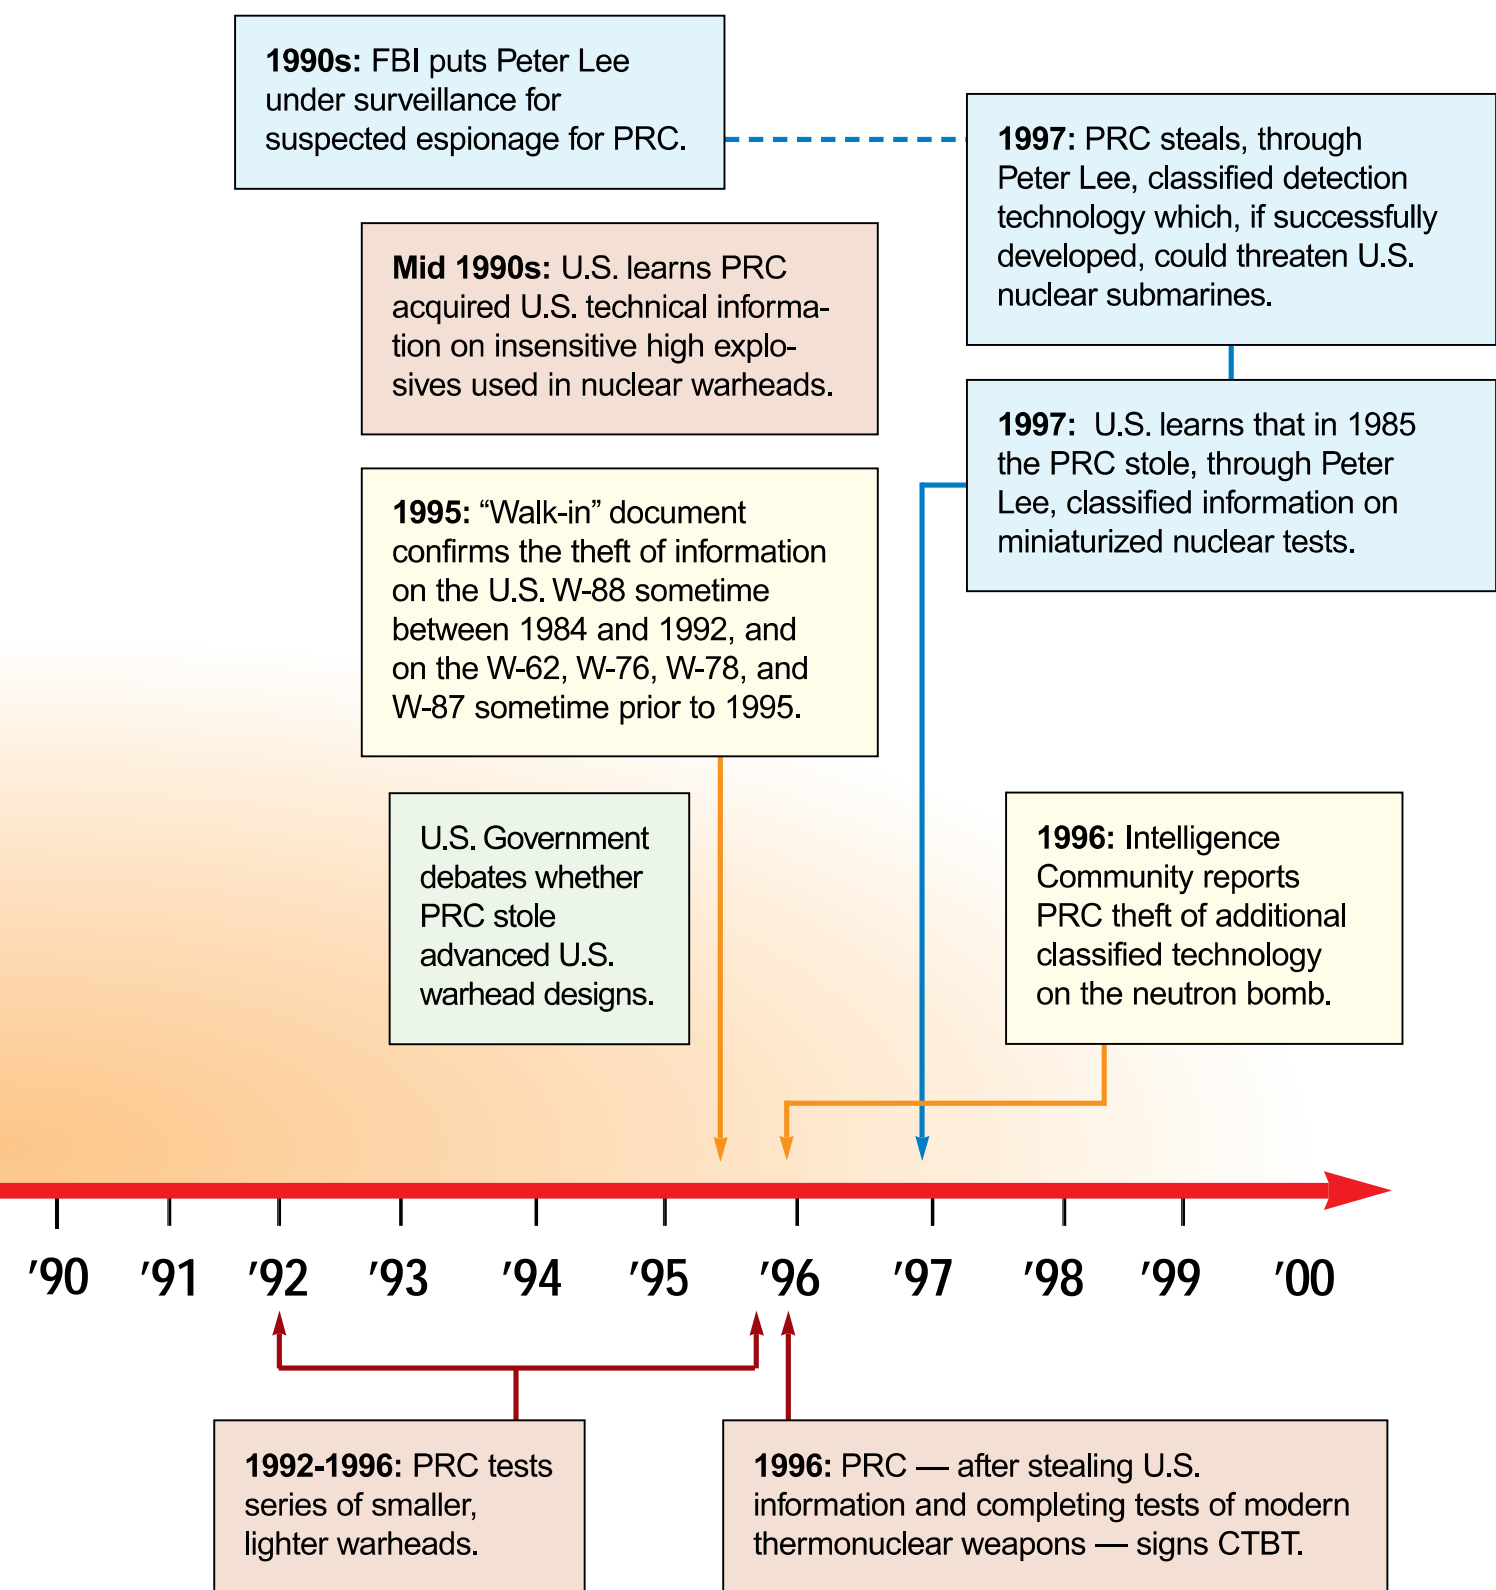 1990s: FBI puts Peter Lee
under surveillance for
suspected espionage for PRC.
1997: PRC steals, through
Peter Lee, classified detection
technology which, if successfully
developed, could threaten U.S.
nuclear submarines.
Mid 1990s: U.S. learns PRC
acquired U.S. technical informa-
tion on insensitive high explo-
sives used in nuclear warheads.
1997: U.S. learns that in 1985
the PRC stole, through Peter
Lee, classified information on
miniaturized nuclear tests.
1995: “Walk-in” document
confirms the theft of information
on the U.S. W-88 sometime
between 1984 and 1992, and
on the W-62, W-76, W-78, and
W-87 sometime prior to 1995.
U.S. Government
debates whether
PRC stole
advanced U.S.
warhead designs.
1996: Intelligence
Community reports
PRC theft of additional
classified technology
on the neutron bomb.
’90 ’91 ’92 ’93 ’94 ’95 ’96 ’97 ’98 ’99 ’00
1992-1996: PRC tests
series of smaller,
lighter warheads.
1996: PRC — after stealing U.S.
information and completing tests of modern
thermonuclear weapons — signs CTBT.